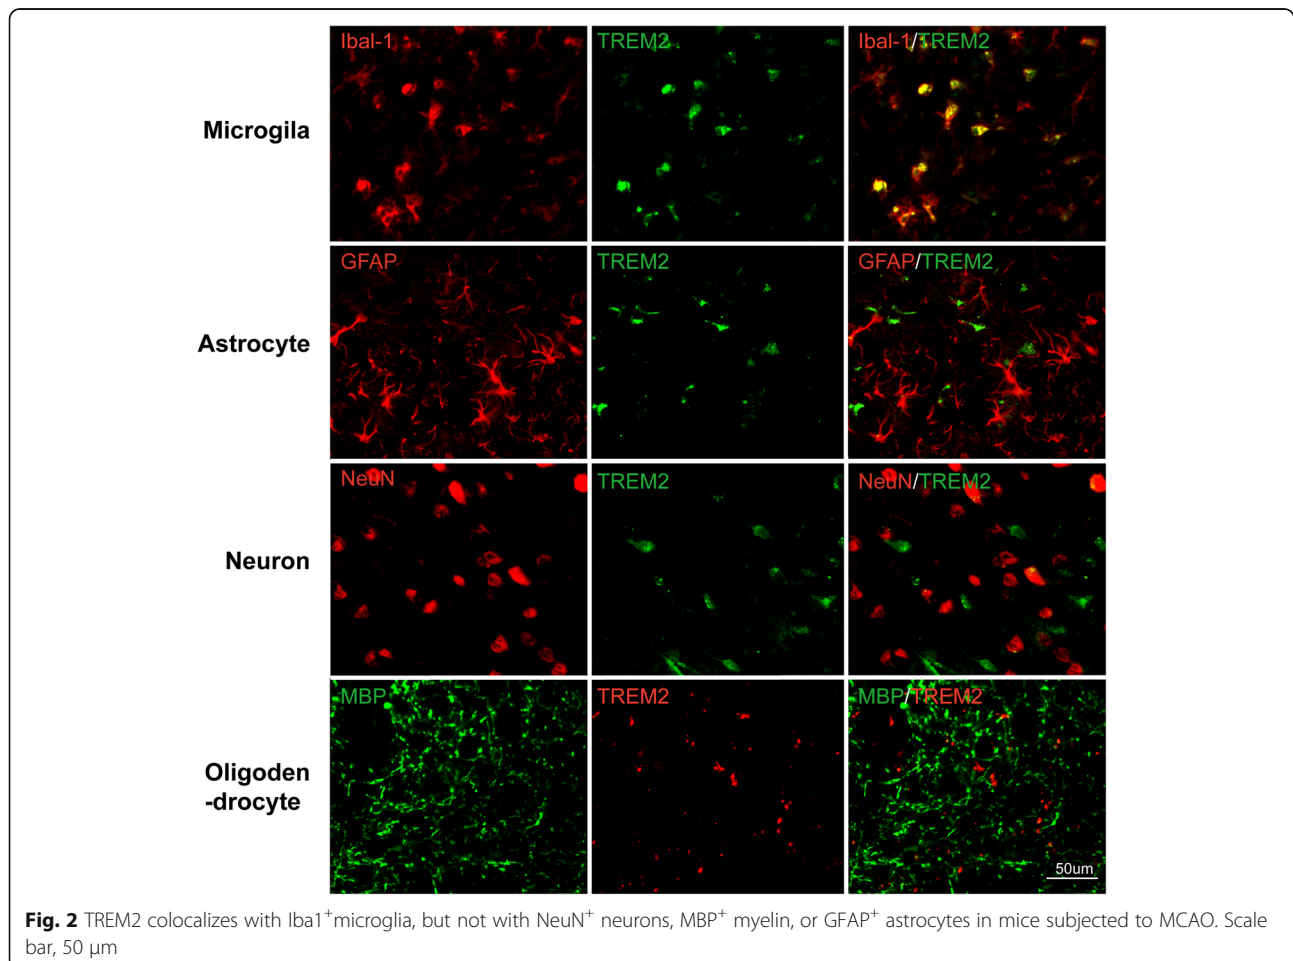 Ibal-1
TREM2
Ibal-1/TREM2
Microgila
GFAP
TREM2
GFAP/TREM2
Astrocyte
NeuN
TREM2
NeuN/TREM2
Neuron
MBP
TREM2
MBP/TREM2
Oligoden
-drocyte
50um
Fig. 2 TREM2 colocalizes with Iba1+microglia, but not with NeuN+ neurons, MBP+ myelin, or GFAP+ astrocytes in mice subjected to MCAO. Scale
bar, 50 μm